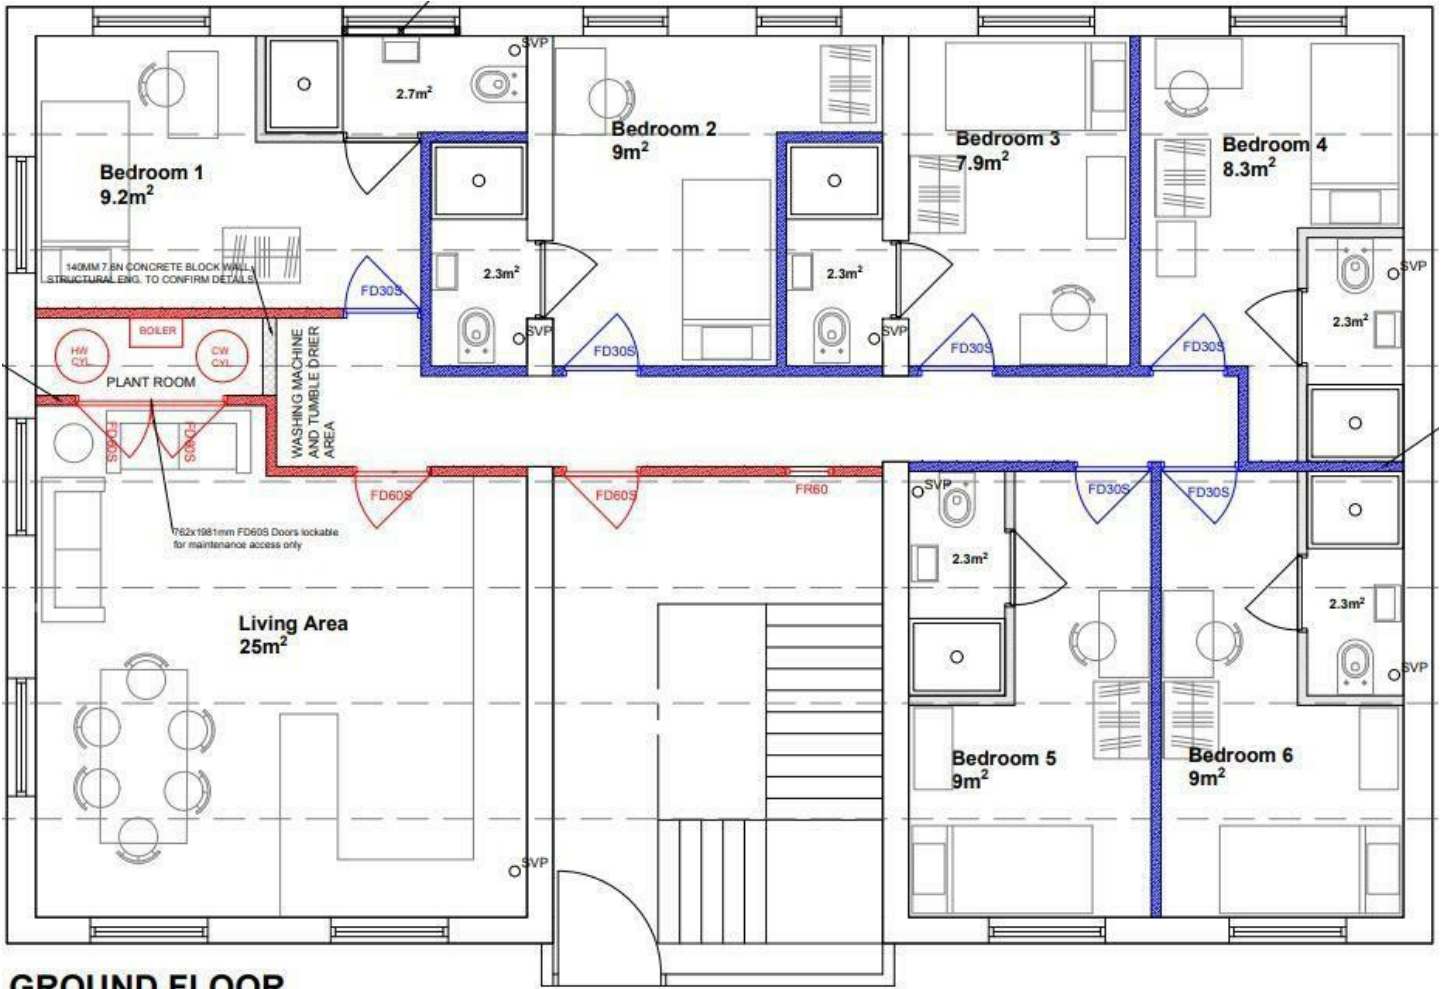 SVP
2.7m²
Bedroom 1
9.2m²
Bedroom 2
9m²
Bedroom 3
7.9m²
Bedroom 4
8.3m²
140MM 7.6N CONCRETE BLOCK WALL
STRUCTURAL ENG. TO CONFIRM DETAILS
FD30S
2.3m²
SVP
2.3m²
SVP
SVP
2.3m²
BOILER
HW
CYL.
CW
CYL.
PLANT ROOM
WASHING MACHINE
AND TUMBLE DRIER
AREA
FD30S
FD30S
FD30S
FD60S
FD60S
FD60S
FD60S
FR60
FD30S
FD30S
SVP
2.3m²
762x1981mm FD60S Doors lockable
for maintenance access only
Living Area
25m²
2.3m²
SVP
Bedroom 5
9m²
Bedroom 6
9m²
SVP
GROUND FLOOR